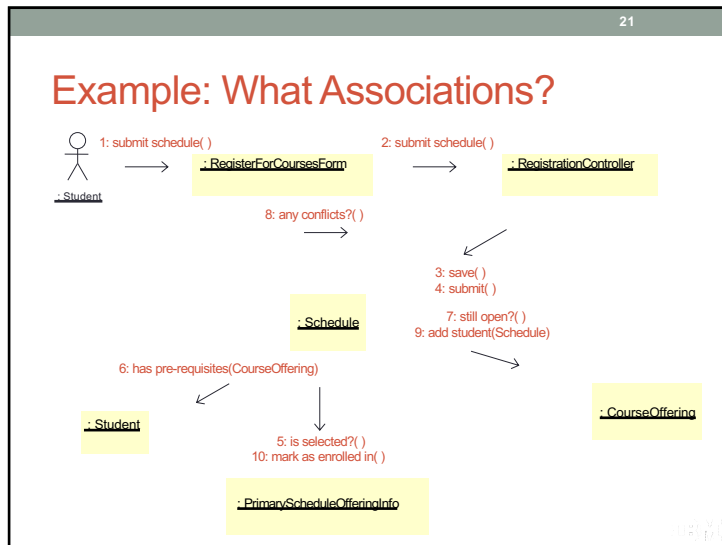 21
Example: What Associations?
1: submit schedule( )
2: submit schedule( )
: RegisterForCoursesForm
: RegistrationController
: Student
8: any conflicts?( )
3: save( )
4: submit( )
7: still open?( )
9: add student(Schedule)
: Schedule
6: has pre-requisites(CourseOffering)
: Student
: CourseOffering
5: is selected?( )
10: mark as enrolled in( )
: PrimaryScheduleOfferingInfo